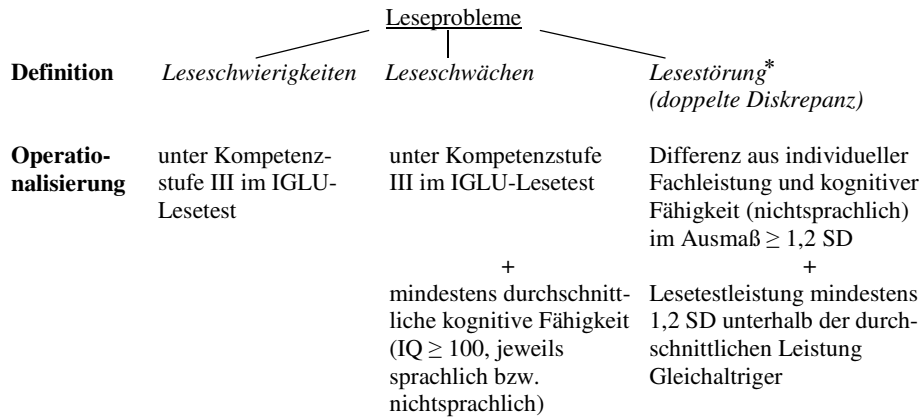 Leseprobleme
Definition Leseschwierigkeiten Leseschwächen Lesestörung*
(doppelte Diskrepanz)
Operatio-
nalisierung
unter Kompetenz-
stufe III im IGLU-
Lesetest
unter Kompetenzstufe
III im IGLU-Lesetest
+
mindestens durchschnitt-
liche kognitive Fähigkeit
(IQ ≥ 100, jeweils
sprachlich bzw.
nichtsprachlich)
Differenz aus individueller
Fachleistung und kognitiver
Fähigkeit (nichtsprachlich)
im Ausmaß ≥ 1,2 SD
+
Lesetestleistung mindestens
1,2 SD unterhalb der durch-
schnittlichen Leistung
Gleichaltriger